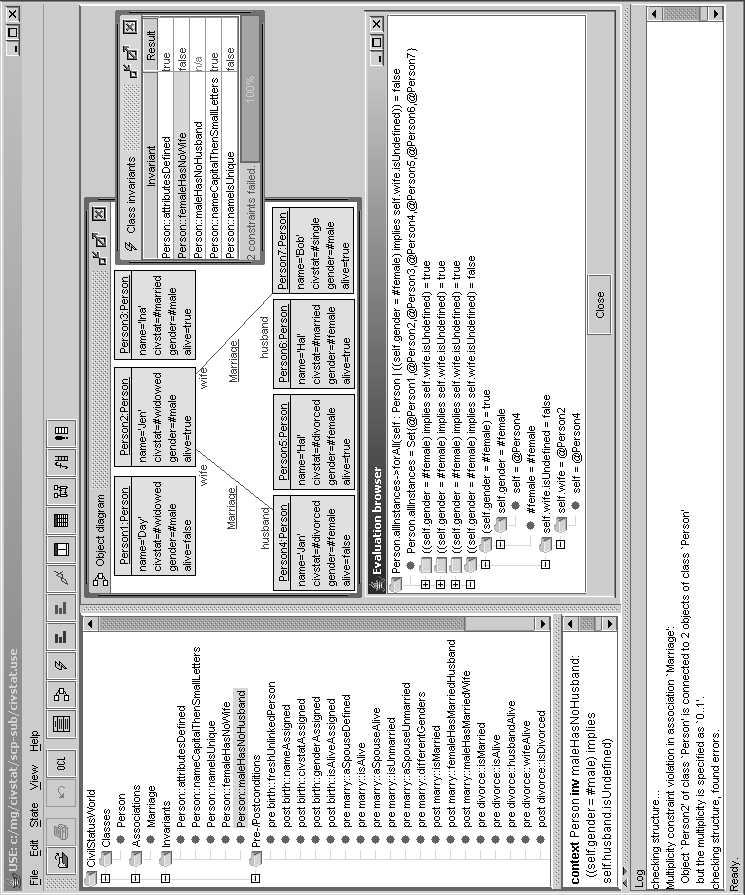 USE: c:/mg/civstat/scp-sub/civstat.use
File Edit State View Help
OCL
CivilStatusWorld
Classes
Person
Associations
Marriage
Invariants
Person::attributesDefined
Person::nameCapitalThenSmallLetters
Person::nameIsUnique
Person::femaleHasNoWife
Person::maleHasNoHusband
Pre-/Postconditions
pre birth::freshUnlinkedPerson
post birth::nameAssigned
post birth::civstatAssigned
post birth::genderAssigned
post birth::isAliveAssigned
pre marry::aSpouseDefined
pre marry::isAlive
pre marry::aSpouseAlive
pre marry::isUnmarried
pre marry::aSpouseUnmarried
pre marry::differentGenders
post marry::isMarried
post marry::femaleHasMarriedHusband
post marry::maleHasMarriedWife
pre divorce::isMarried
pre divorce::isAlive
pre divorce::husbandAlive
pre divorce::wifeAlive
post divorce::isDivorced
context Person inv maleHasNoHusband:
((self.gender = #male) implies
self.husband.isUndefined)
Object diagram
Person1:Person
name='Day'
civstat=#widowed
gender=#male
alive=false
Person2:Person
name='Jen'
civstat=#widowed
gender=#male
alive=true
Person3:Person
name='Ina'
civstat=#married
gender=#male
alive=true
wife
wife
Marriage
Marriage
husband
husband
Person4:Person
name='Jan'
civstat=#divorced
gender=#female
alive=false
Person5:Person
name='Hal'
civstat=#divorced
gender=#female
alive=true
Person6:Person
name='Hal'
civstat=#married
gender=#female
alive=true
Person7:Person
name='Bob'
civstat=#single
gender=#male
alive=true
Class invariants
Invariant Result
Person::attributesDefined true
Person::femaleHasNoWife false
Person::maleHasNoHusband n/a
Person::nameCapitalThenSmallLetters true
Person::nameIsUnique false
2 constraints failed. 100%
Evaluation browser
Person.allInstances->forAll(self : Person | ((self.gender = #female) implies self.wife.isUndefined)) = false
Person.allInstances = Set{@Person1,@Person2,@Person3,@Person4,@Person5,@Person6,@Person7}
((self.gender = #female) implies self.wife.isUndefined) = true
((self.gender = #female) implies self.wife.isUndefined) = true
((self.gender = #female) implies self.wife.isUndefined) = true
((self.gender = #female) implies self.wife.isUndefined) = false
(self.gender = #female) = true
self.gender = #female
self = @Person4
#female = #female
self.wife.isUndefined = false
self.wife = @Person2
self = @Person4
Close
Log
checking structure...
Multiplicity constraint violation in association `Marriage':
Object `Person2' of class `Person' is connected to 2 objects of class `Person'
but the multiplicity is specified as `0..1'.
checking structure, found errors.
Ready.